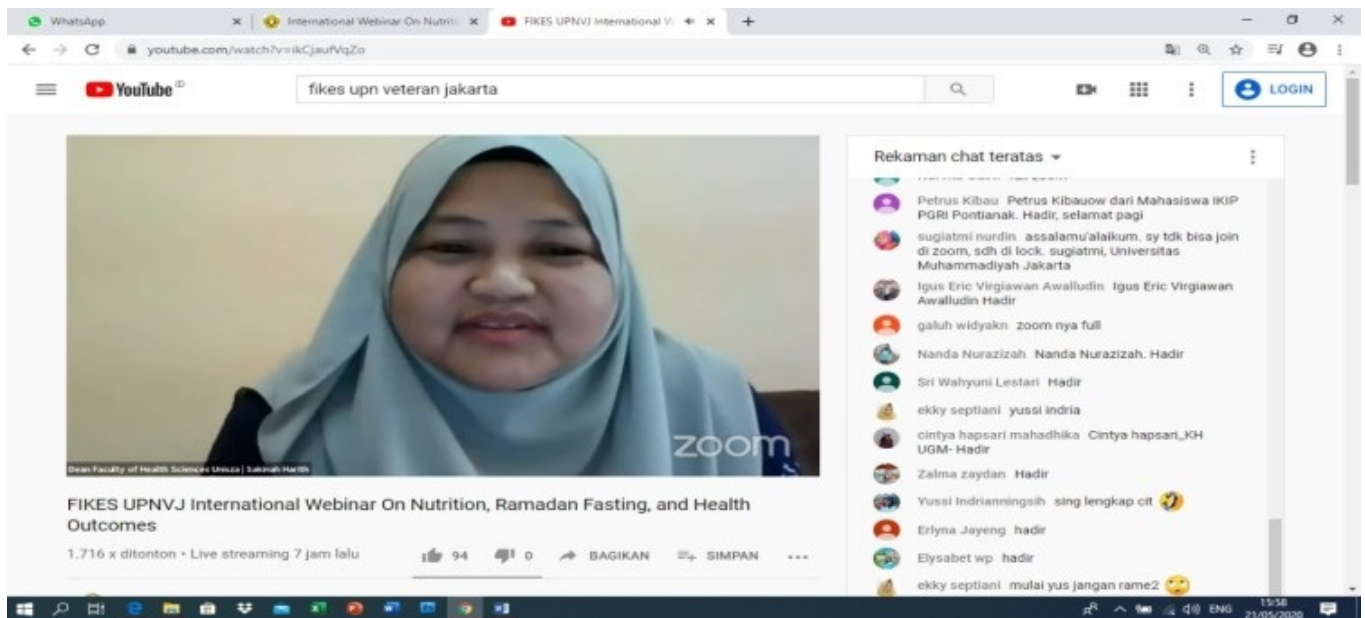 WhatsApp
International Webinar On Nutriti
FIKES UPNVJ International W
youtube.com/watch?v=ikCjaufVqZo
YouTube ID
fikes upn veteran jakarta
LOGIN
zoom
Dean Faculty of Health Sciences Unisza | Sakinah Harith
FIKES UPNVJ International Webinar On Nutrition, Ramadan Fasting, and Health
Outcomes
1.716 x ditonton • Live streaming 7 jam lalu
94
0
BAGIKAN
SIMPAN
Rekaman chat teratas
Petrus Kibau Petrus Kibauow dari Mahasiswa IKIP
PGRI Pontianak. Hadir, selamat pagi
sugiatmi nurdin assalamu'alaikum. sy tdk bisa join
di zoom, sdh di lock. sugiatmi, Universitas
Muhammadiyah Jakarta
Igus Eric Virgiawan Awalludin Igus Eric Virgiawan
Awalludin Hadir
galuh widyakn zoom nya full
Nanda Nurazizah Nanda Nurazizah. Hadir
Sri Wahyuni Lestari Hadir
ekky septiani yussi indria
cintya hapsari mahadhika Cintya hapsari_KH
UGM- Hadir
Zalma zaydan Hadir
Yussi Indrianningsih sing lengkap cit 🤣
Erlyna Jayeng hadir
Elysabet wp hadir
ekky septiani mulai yus jangan rame2 🙄
ENG
15:58
21/05/2020